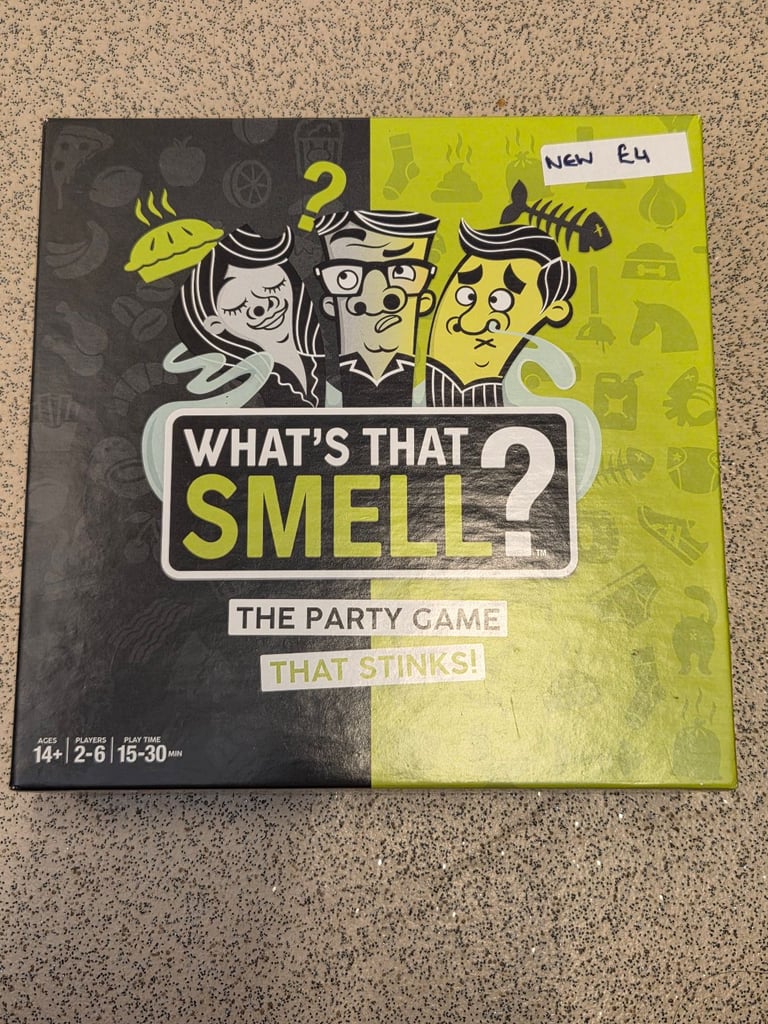 NEW £4
?
WHAT'S THAT
SMELL?™
THE PARTY GAME
THAT STINKS!
AGES 14+ | PLAYERS 2-6 | PLAY TIME 15-30 MIN